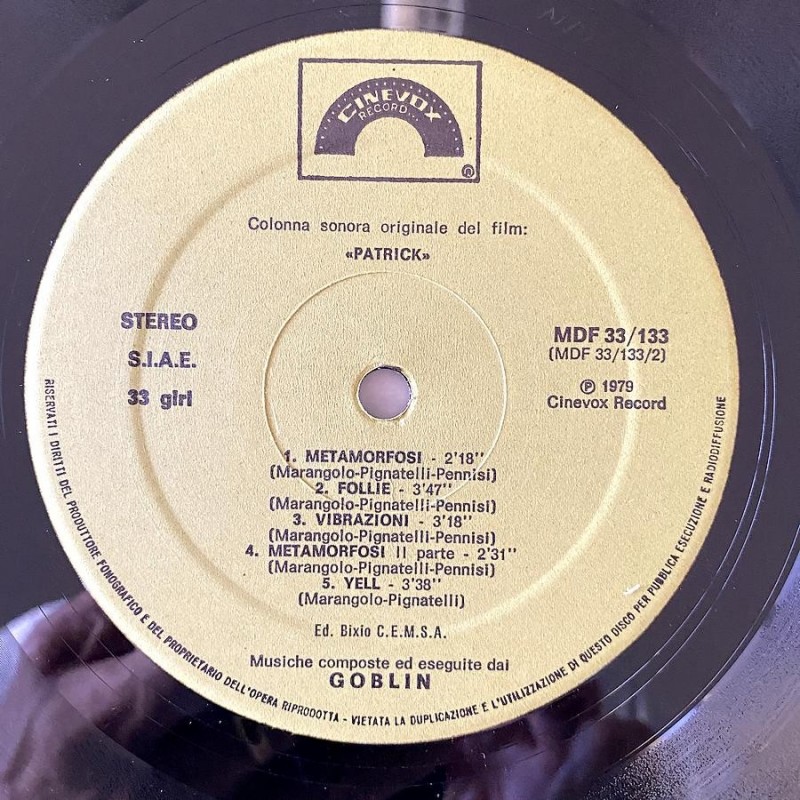 CINEVOX
RECORD...
R
Colonna sonora originale del film:
«PATRICK»
STEREO
S.I.A.E.
33 giri
MDF 33/133
(MDF 33/133/2)
℗ 1979
Cinevox Record
1. METAMORFOSI - 2'18''
(Marangolo-Pignatelli-Pennisi)
2. FOLLIE - 3'47''
(Marangolo-Pignatelli-Pennisi)
3. VIBRAZIONI - 3'18''
(Marangolo-Pignatelli-Pennisi)
4. METAMORFOSI II parte - 2'31''
(Marangolo-Pignatelli-Pennisi)
5. YELL - 3'38''
(Marangolo-Pignatelli)
Ed. Bixio C.E.M.S.A.
Musiche composte ed eseguite dai
GOBLIN
RISERVATI I DIRITTI DEL PRODUTTORE FONOGRAFICO E DEL PROPRIETARIO DELL'OPERA RIPRODOTTA - VIETATA LA DUPLICAZIONE E L'UTILIZZAZIONE DI QUESTO DISCO PER PUBBLICA ESECUZIONE E RADIODIFFUSIONE